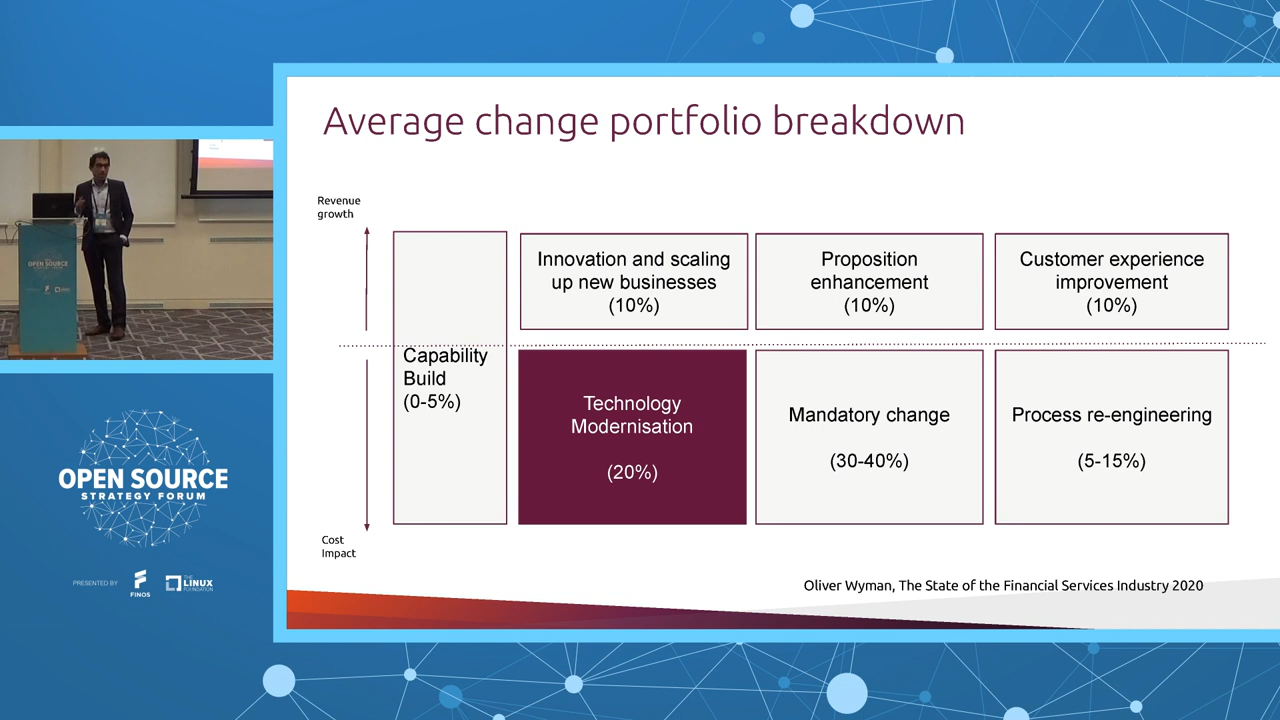 Average change portfolio breakdown
Revenue
growth
Innovation and scaling
up new businesses
(10%)
Proposition
enhancement
(10%)
Customer experience
improvement
(10%)
Capability
Build
(0-5%)
Technology
Modernisation
(20%)
Mandatory change
(30-40%)
Process re-engineering
(5-15%)
Cost
Impact
Oliver Wyman, The State of the Financial Services Industry 2020
OPEN SOURCE
OPEN SOURCE
STRATEGY FORUM
PRESENTED BY
FINOS
THE
LINUX
FOUNDATION